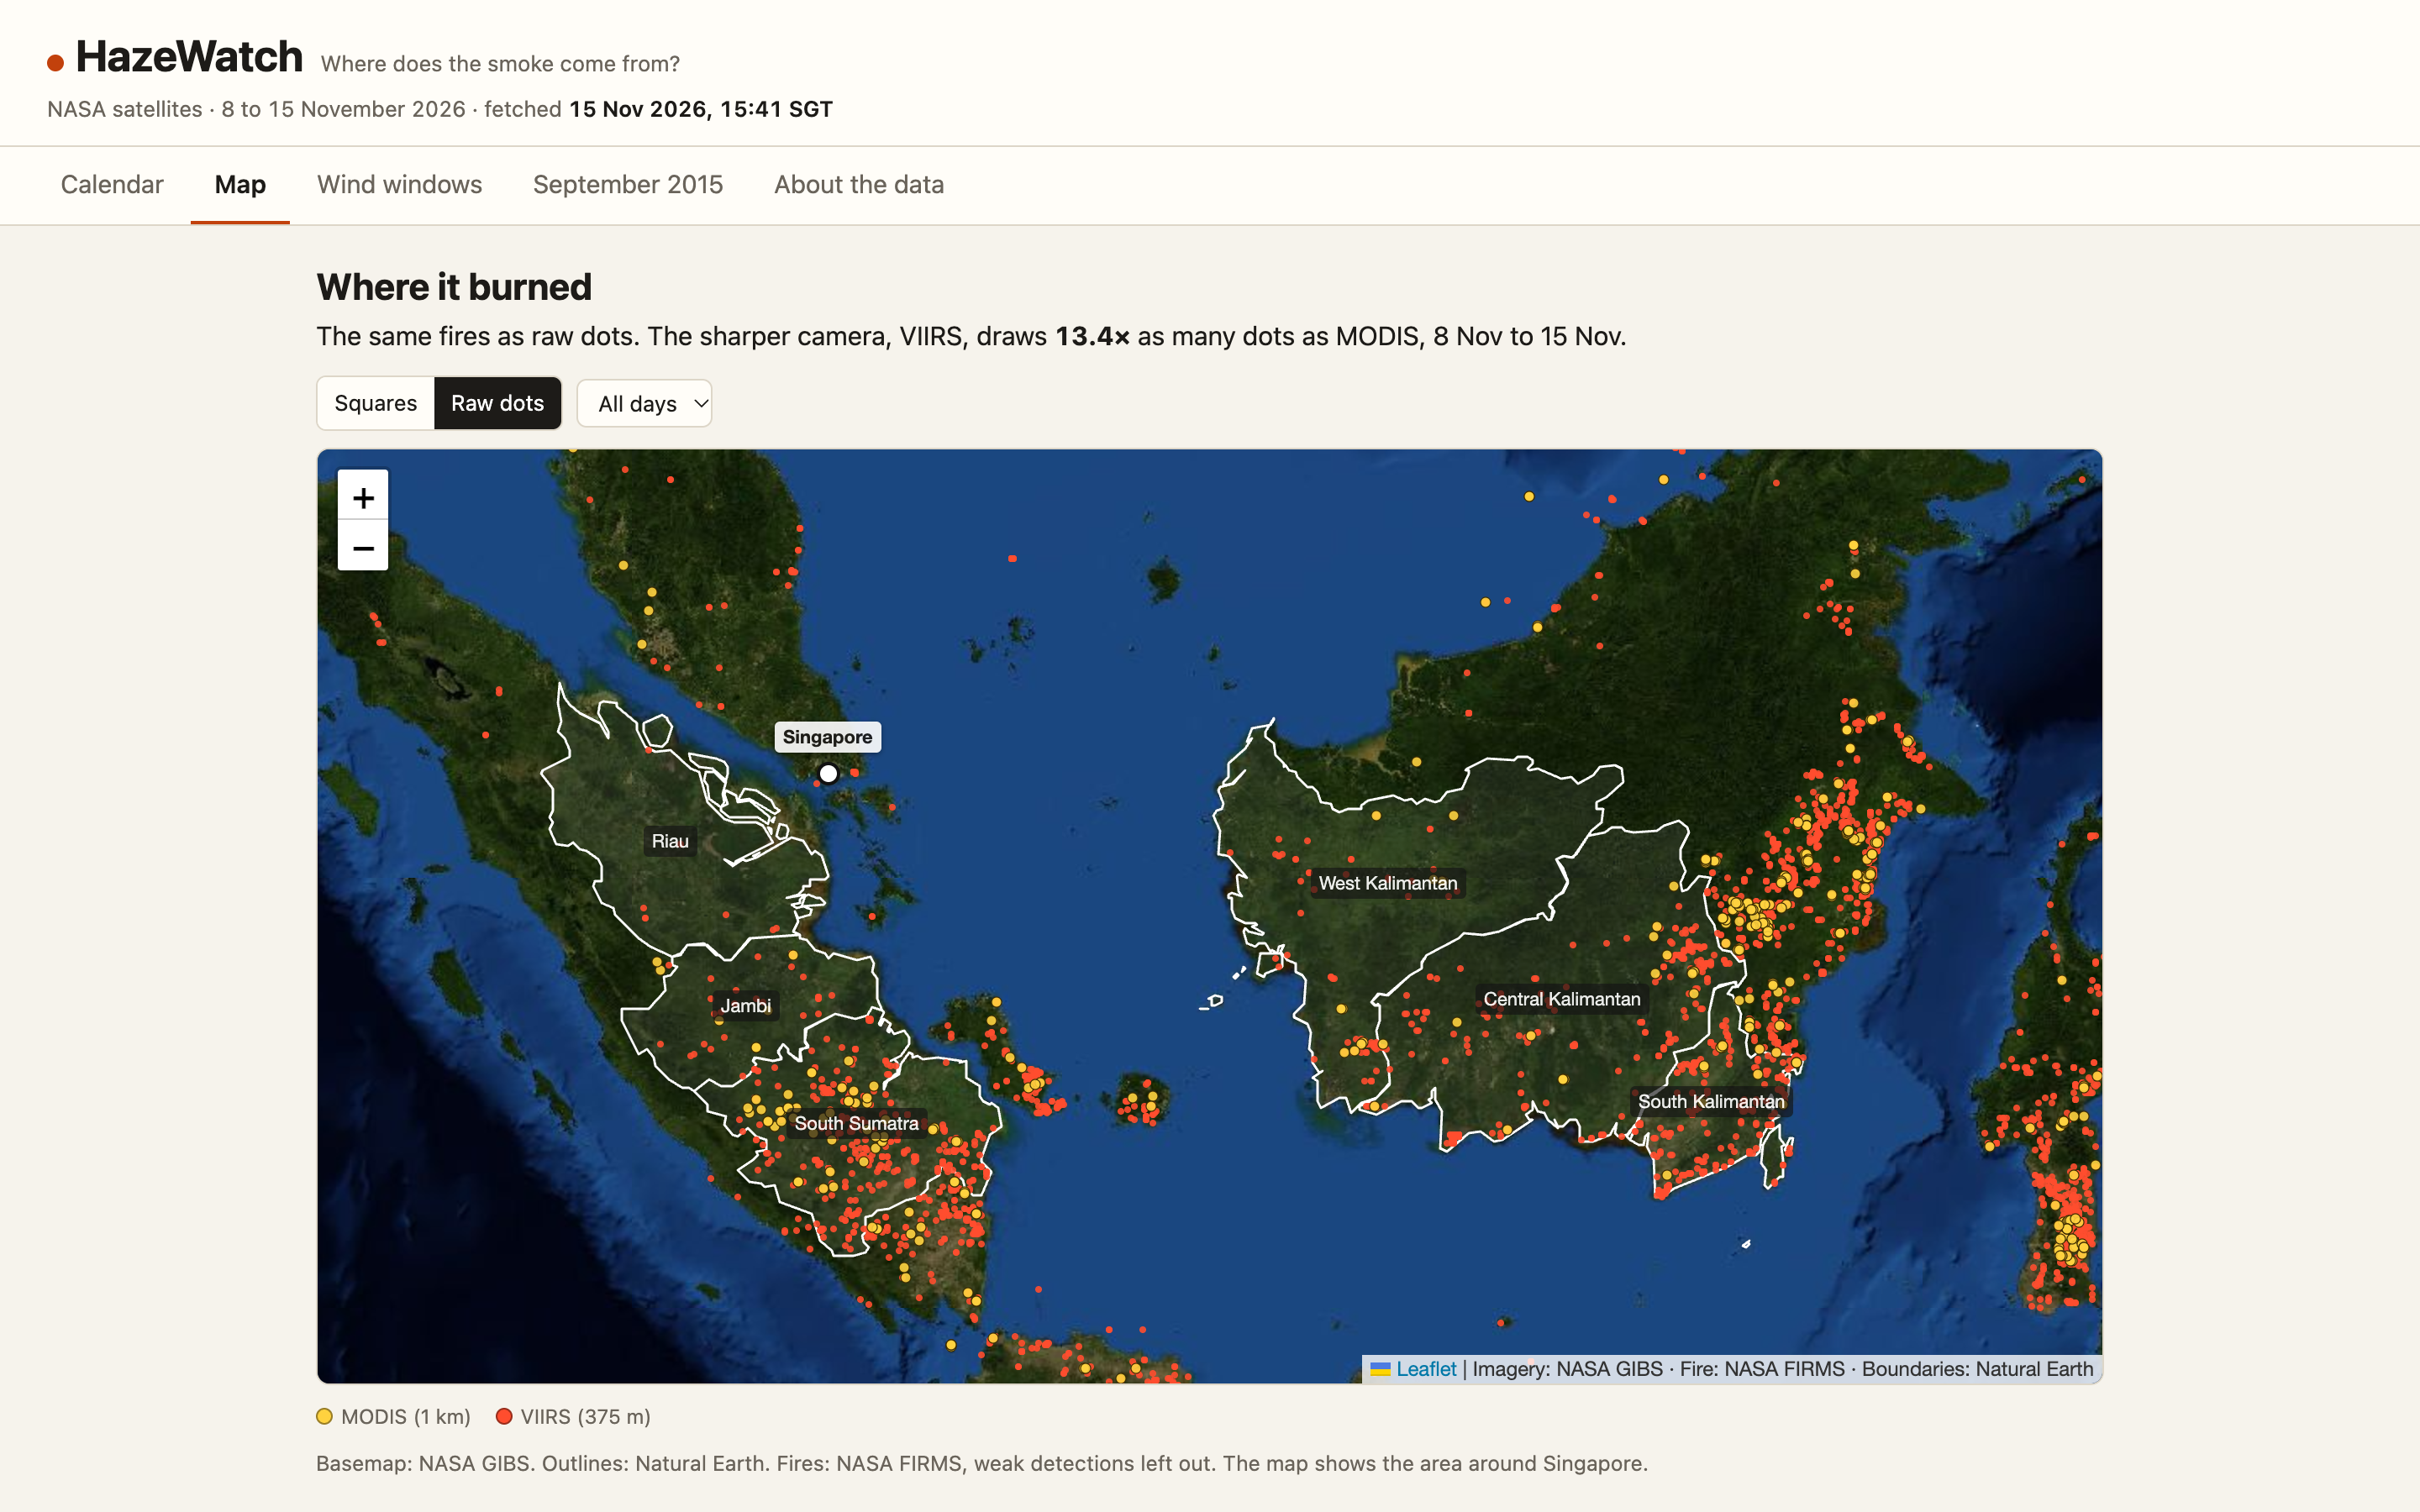 HazeWatch Where does the smoke come from?
NASA satellites · 8 to 15 November 2026 · fetched 15 Nov 2026, 15:41 SGT
Calendar Map Wind windows September 2015 About the data
Where it burned
The same fires as raw dots. The sharper camera, VIIRS, draws 13.4× as many dots as MODIS, 8 Nov to 15 Nov.
Squares Raw dots All days
+
−
Singapore
Riau
West Kalimantan
Central Kalimantan
Jambi
South Kalimantan
South Sumatra
Leaflet | Imagery: NASA GIBS · Fire: NASA FIRMS · Boundaries: Natural Earth
MODIS (1 km) VIIRS (375 m)
Basemap: NASA GIBS. Outlines: Natural Earth. Fires: NASA FIRMS, weak detections left out. The map shows the area around Singapore.